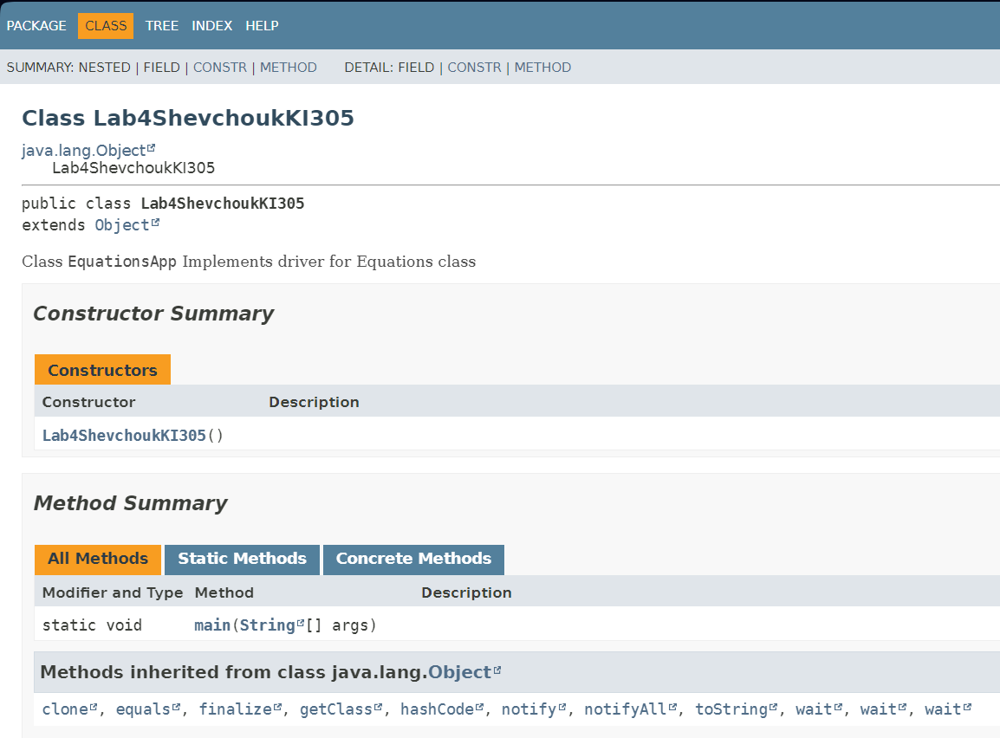 PACKAGE CLASS TREE INDEX HELP
SUMMARY: NESTED | FIELD | CONSTR | METHOD DETAIL: FIELD | CONSTR | METHOD
Class Lab4ShevchoukKI305
java.lang.Object
Lab4ShevchoukKI305
public class Lab4ShevchoukKI305
extends Object
Class EquationsApp Implements driver for Equations class
Constructor Summary
Constructors
Constructor Description
Lab4ShevchoukKI305()
Method Summary
All Methods Static Methods Concrete Methods
Modifier and Type Method Description
static void main(String[] args)
Methods inherited from class java.lang.Object
clone, equals, finalize, getClass, hashCode, notify, notifyAll, toString, wait, wait, wait